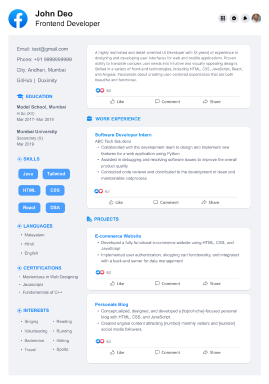 John Deo
Frontend Developer
Email: test@gmail.com
Phone: +91 9999999999
City: Andheri, Mumbai
GitHub | Duxinity
EDUCATION
Model School, Mumbai
H.Sc (XII)
Mar 2017 - Mar 2018
Mumbai University
Secondary (X)
Mar 2019
SKILLS
Java
Tailwind
HTML
CSS
React
DSA
LANGUAGES
• Malayalam
• Hindi
• English
CERTIFICATIONS
• Masterclass in Web Designing
• Javascript
• Fundamentals of C++
INTERESTS
• Singing
• Reading
• Volunteering
• Running
• Badminton
• Hiking
• Travel
• Sports
A highly motivated and detail-oriented UI Developer with [X years] of experience in
designing and developing user interfaces for web and mobile applications. Proven
ability to translate complex user needs into intuitive and visually appealing designs.
Skilled in a variety of front-end technologies, including HTML, CSS, JavaScript, React,
and Angular. Passionate about creating user-centered experiences that are both
beautiful and functional.
Like
Comment
Share
WORK EXPERIENCE
Software Developer Intern
ABC Tech Solutions
• Collaborated with the development team to design and implement new
features for a web application using Python
• Assisted in debugging and resolving software issues to improve the overall
product quality
• Conducted code reviews and contributed to the development of clean and
maintainable codeprocess
Like
Comment
Share
PROJECTS
E-commerce Website
• Developed a fully functional e-commerce website using HTML, CSS, and
JavaScript
• Implemented user authentication, shopping cart functionality, and integrated
with a back-end server for data management
Like
Comment
Share
Personal Blog
• Conceptualized, designed, and developed a [topic/niche]-focused personal
blog with HTML, CSS, and JavaScript.
• Created original content attracting [number] monthly visitors and [number]
social media followers.
Like
Comment
Share